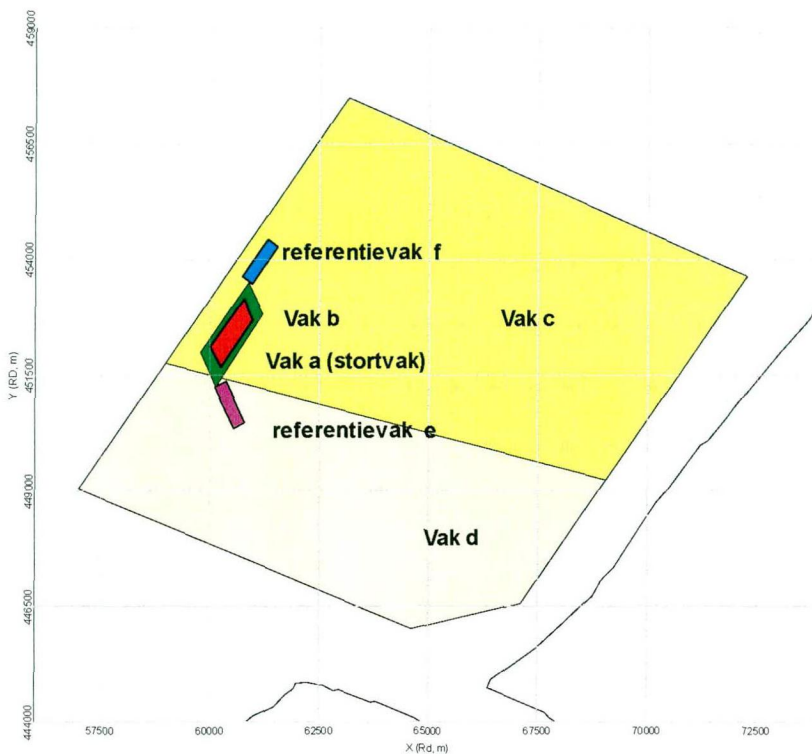 459000
456500
454000
451500
449000
446500
444000
Y (RD, m)
referentievak f
Vak b
Vak c
Vak a (stortvak)
referentievak e
Vak d
57500 60000 62500 65000 67500 70000 72500
X (Rd, m)